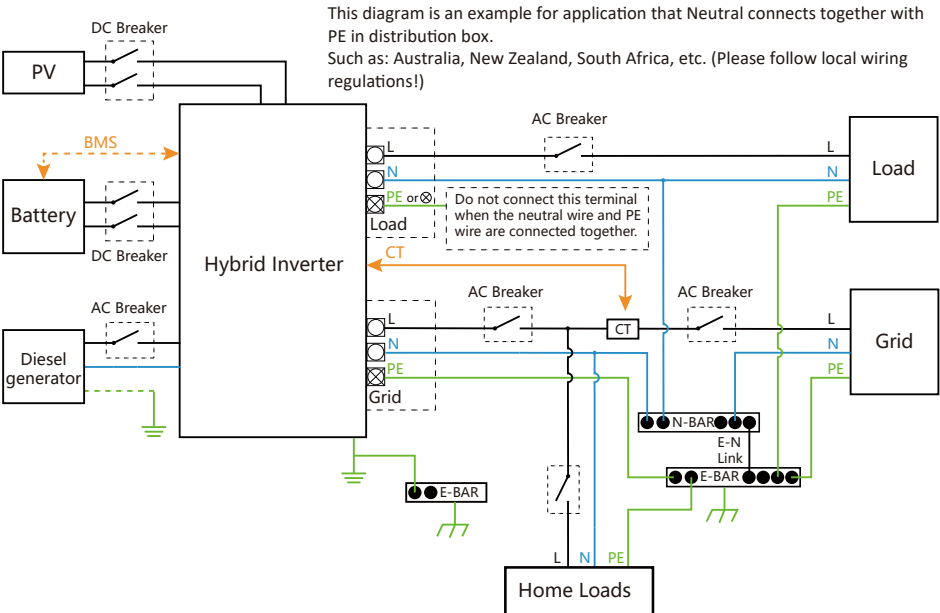 This diagram is an example for application that Neutral connects together with
PE in distribution box.
Such as: Australia, New Zealand, South Africa, etc. (Please follow local wiring
regulations!)
DC Breaker
PV
BMS
Battery
DC Breaker
AC Breaker
Diesel
generator
Hybrid Inverter
L
N
PE or
Load
Do not connect this terminal
when the neutral wire and PE
wire are connected together.
AC Breaker
L
N
PE
Load
CT
AC Breaker
CT
AC Breaker
L
N
PE
Grid
L
N
PE
Grid
N-BAR
E-N
Link
E-BAR
E-BAR
L N PE
Home Loads